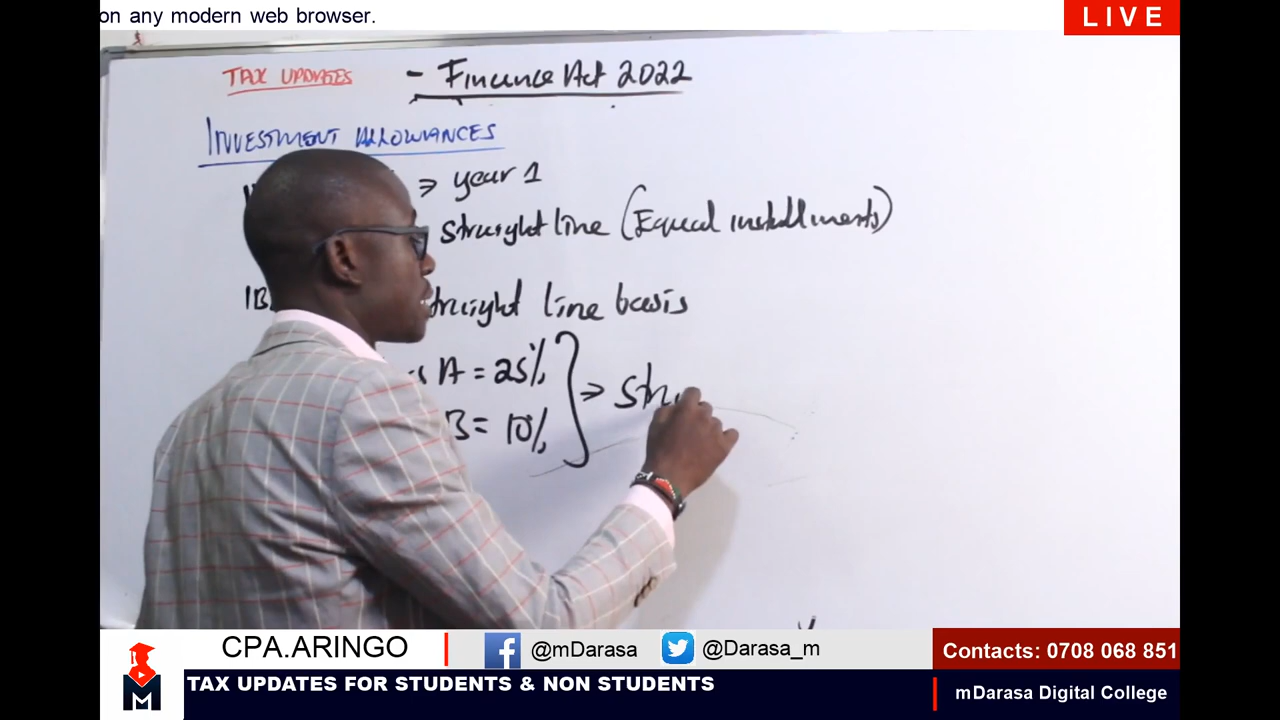 on any modern web browser.
LIVE
TAX UPDATES - Finance Act 2022
INVESTMENT ALLOWANCES
⇒ year 1
straight line (Equal installments)
IB
straight line basis
A = 25%
B = 10%
⇒ Str
CPA.ARINGO
@mDarasa
@Darasa_m
Contacts: 0708 068 851
M
TAX UPDATES FOR STUDENTS & NON STUDENTS
mDarasa Digital College